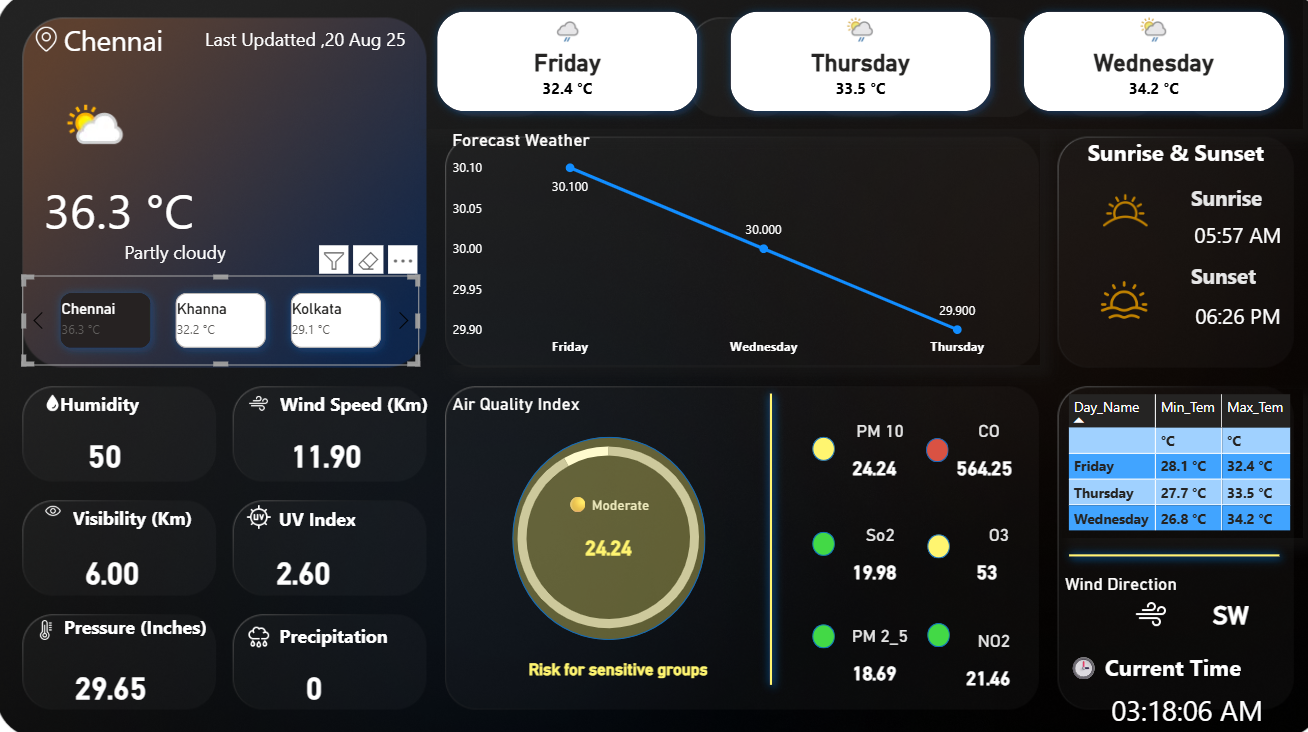 Chennai
Last Updatted ,20 Aug 25
36.3 °C
Partly cloudy
Chennai
36.3 °C
Khanna
32.2 °C
Kolkata
29.1 °C
Friday
32.4 °C
Thursday
33.5 °C
Wednesday
34.2 °C
Forecast Weather
30.10
30.05
30.00
29.95
29.90
30.100
30.000
29.900
Friday
Wednesday
Thursday
Sunrise & Sunset
Sunrise
05:57 AM
Sunset
06:26 PM
Humidity
50
Wind Speed (Km)
11.90
Visibility (Km)
6.00
UV
UV Index
2.60
Pressure (Inches)
29.65
Precipitation
0
Air Quality Index
Moderate
24.24
Risk for sensitive groups
PM 10
24.24
CO
564.25
So2
19.98
O3
53
PM 2_5
18.69
NO2
21.46
Day_Name Min_Tem Max_Tem
°C °C
Friday 28.1 °C 32.4 °C
Thursday 27.7 °C 33.5 °C
Wednesday 26.8 °C 34.2 °C
Wind Direction
SW
Current Time
03:18:06 AM